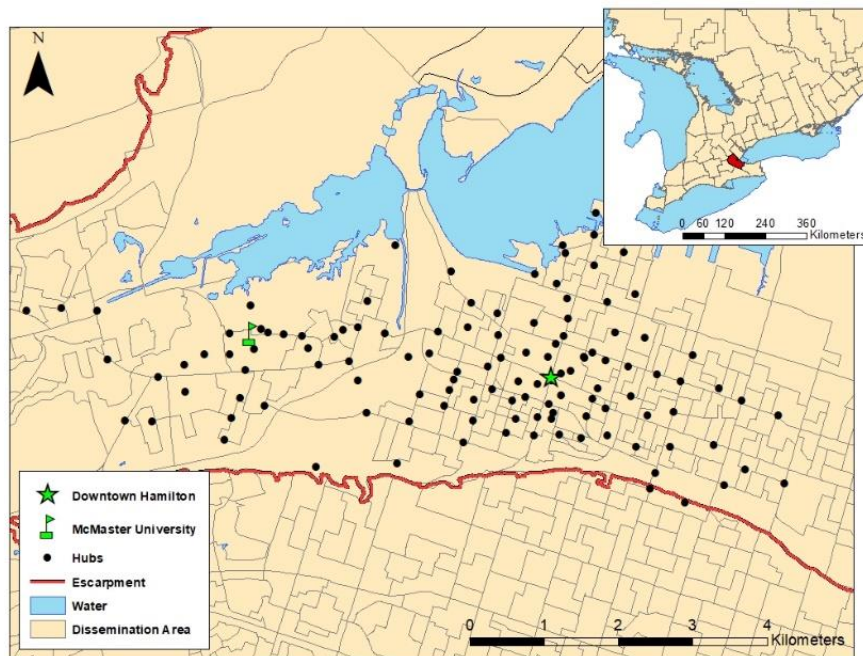 N
0 60 120 240 360
Kilometers
Downtown Hamilton
McMaster University
Hubs
Escarpment
Water
Dissemination Area
0 1 2 3 4
Kilometers